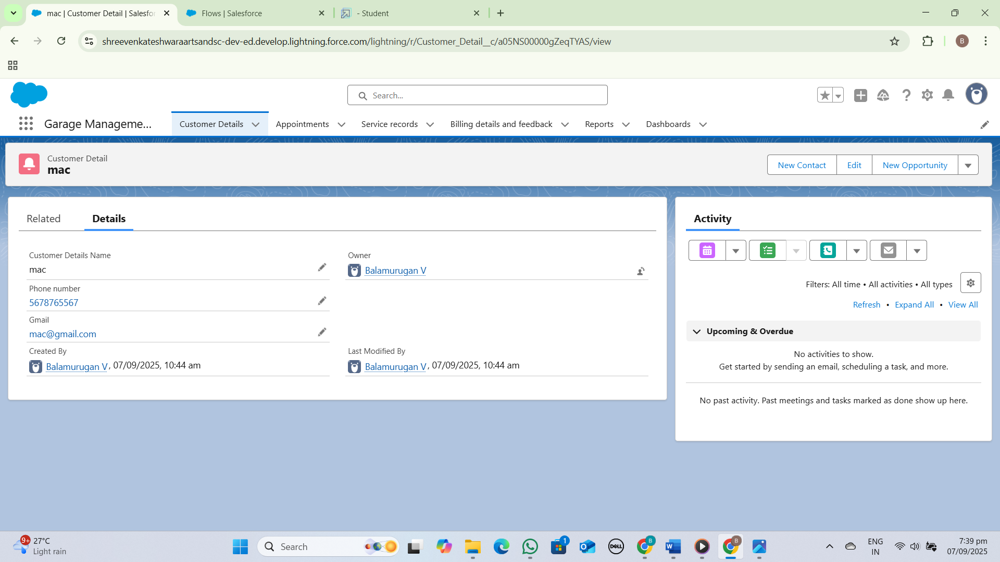 mac | Customer Detail | Salesfor
Flows | Salesforce
- Student
shreevenkateshwaraartsandsc-dev-ed.develop.lightning.force.com/lightning/r/Customer_Detail__c/a05NS00000gZeqTYAS/view
B
Search...
Garage Manageme...
Customer Details
Appointments
Service records
Billing details and feedback
Reports
Dashboards
Customer Detail
mac
New Contact
Edit
New Opportunity
Related
Details
Customer Details Name
mac
Owner
Balamurugan V
Phone number
5678765567
Gmail
mac@gmail.com
Created By
Balamurugan V, 07/09/2025, 10:44 am
Last Modified By
Balamurugan V, 07/09/2025, 10:44 am
Activity
Filters: All time • All activities • All types
Refresh • Expand All • View All
Upcoming & Overdue
No activities to show.
Get started by sending an email, scheduling a task, and more.
No past activity. Past meetings and tasks marked as done show up here.
9+
27°C
Light rain
Search
1
DELL
B
W
B
ENG
IN
7:39 pm
07/09/2025